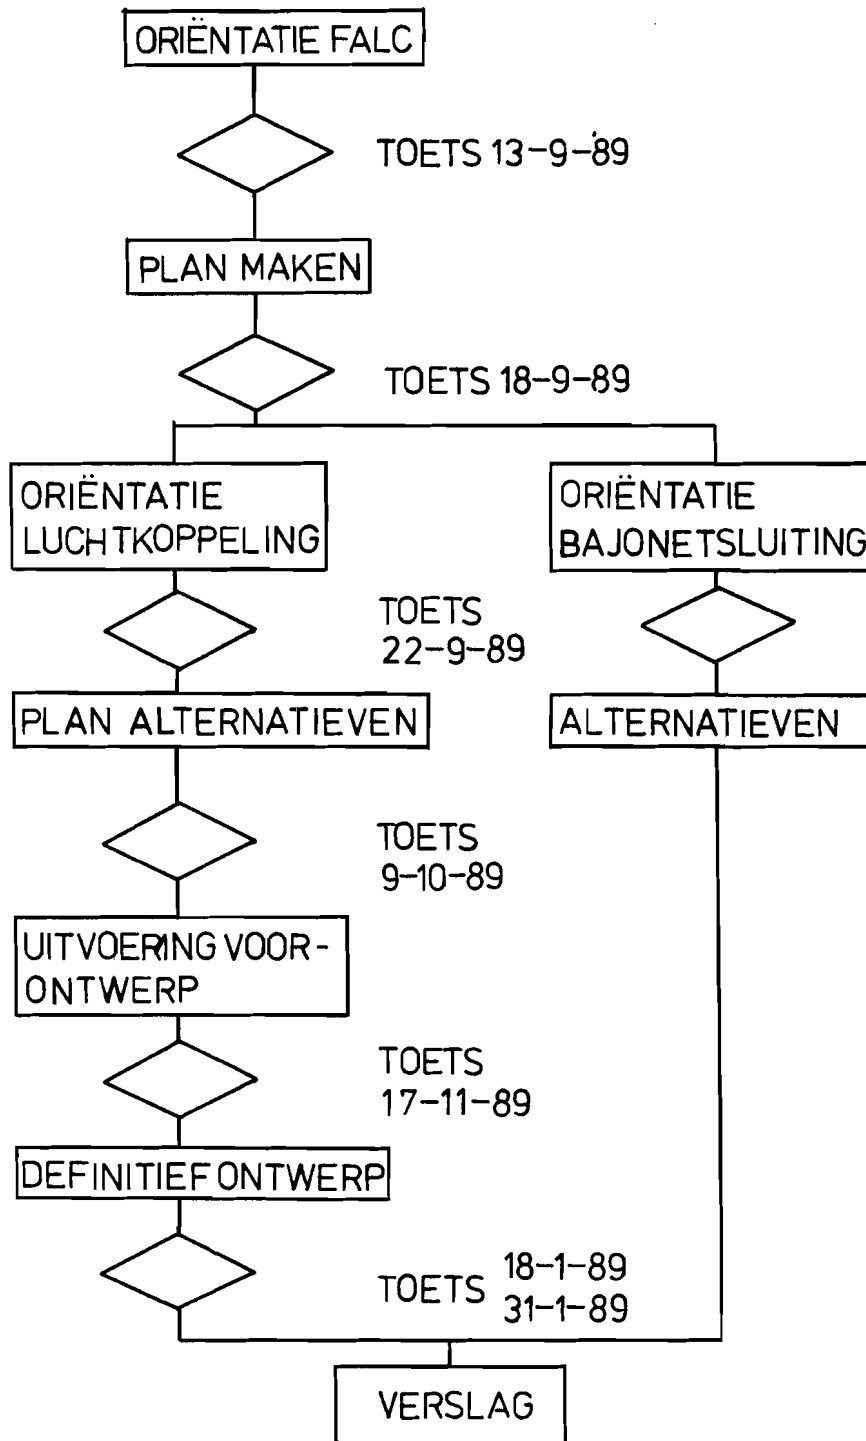 ORIËNTATIE FALC
TOETS 13-9-89
PLAN MAKEN
TOETS 18-9-89
ORIËNTATIE
LUCHTKOPPELING
ORIËNTATIE
BAJONETSLUITING
TOETS
22-9-89
PLAN ALTERNATIEVEN
ALTERNATIEVEN
TOETS
9-10-89
UITVOERING VOOR-
ONTWERP
TOETS
17-11-89
DEFINITIEF ONTWERP
TOETS
18-1-89
31-1-89
VERSLAG